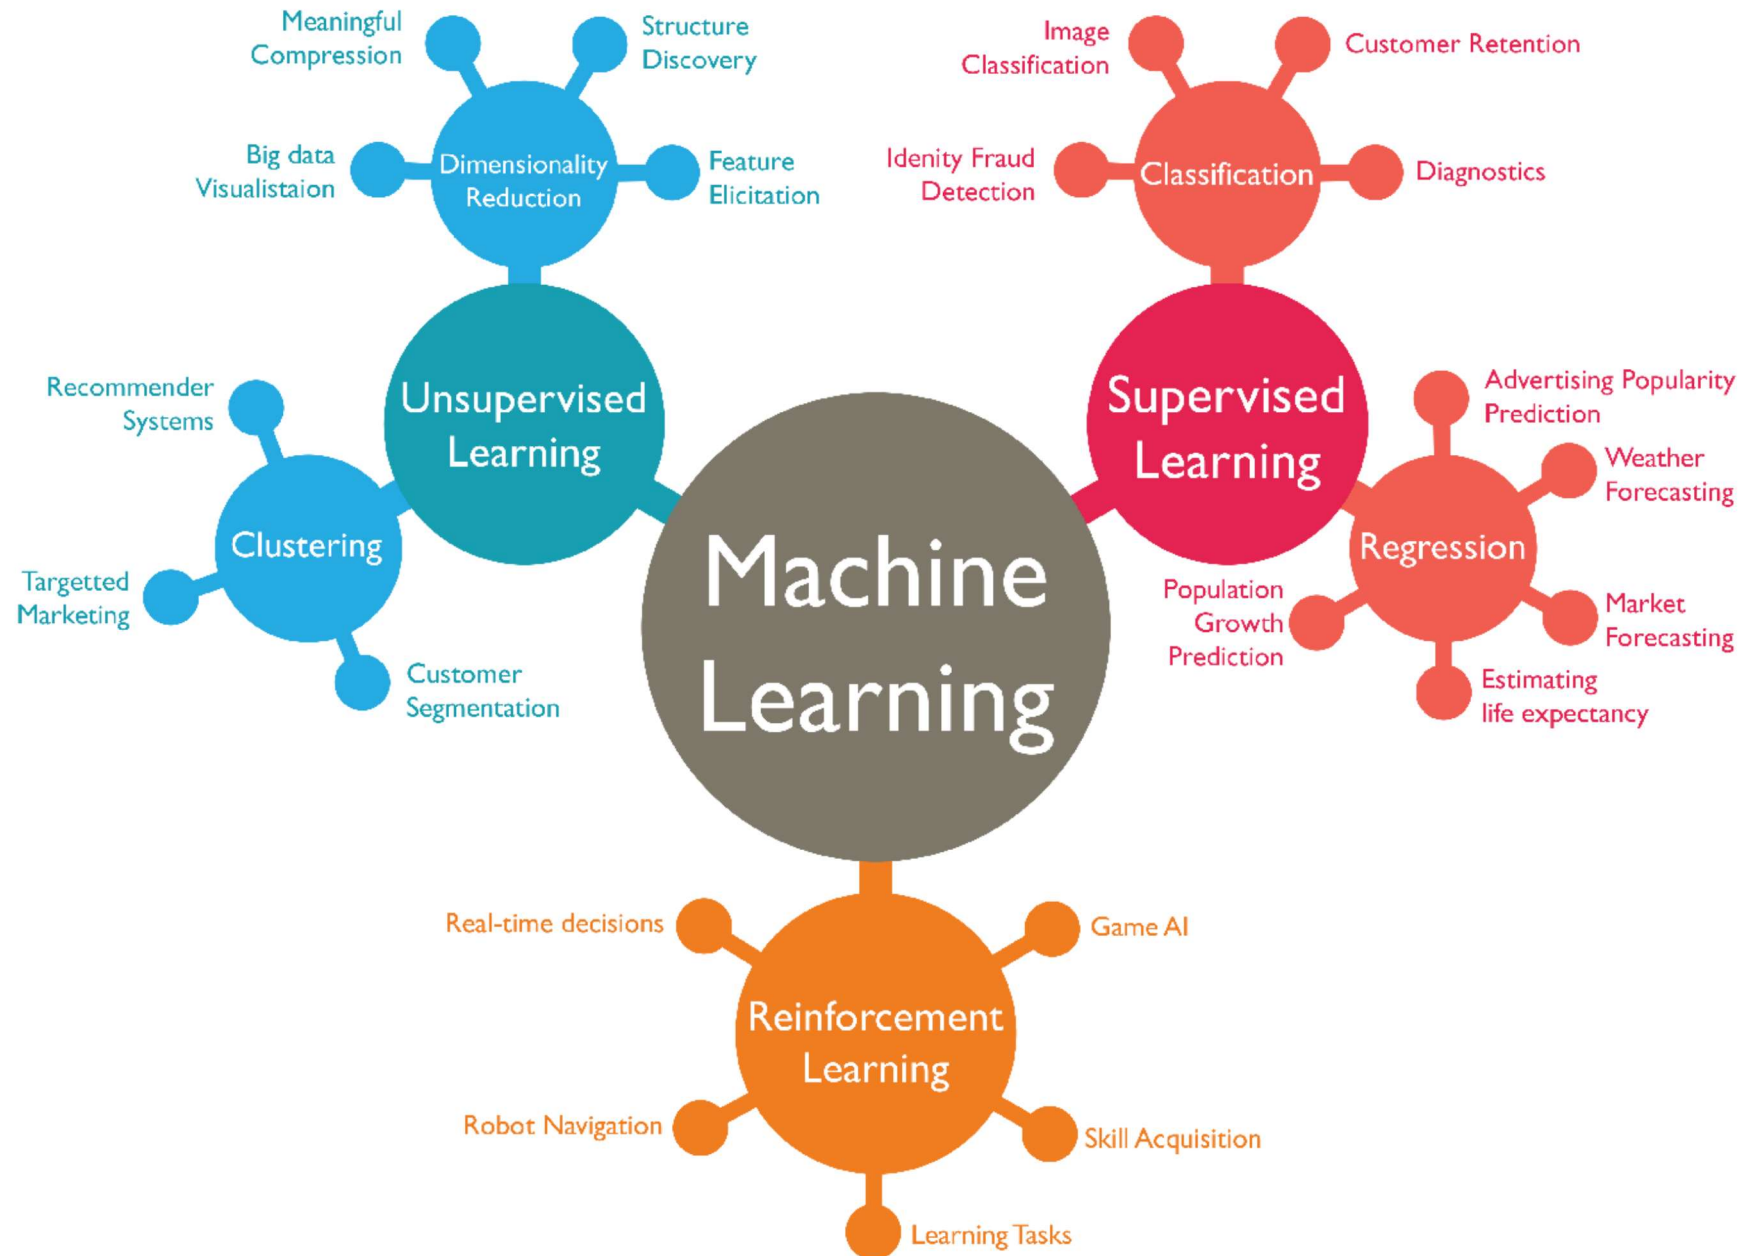 Meaningful
Compression
Structure
Discovery
Big data
Visualistaion
Dimensionality
Reduction
Feature
Elicitation
Image
Classification
Customer Retention
Idenity Fraud
Detection
Classification
Diagnostics
Recommender
Systems
Unsupervised
Learning
Clustering
Targetted
Marketing
Customer
Segmentation
Supervised
Learning
Advertising Popularity
Prediction
Weather
Forecasting
Regression
Population
Growth
Prediction
Market
Forecasting
Estimating
life expectancy
Machine
Learning
Real-time decisions
Game AI
Reinforcement
Learning
Robot Navigation
Skill Acquisition
Learning Tasks